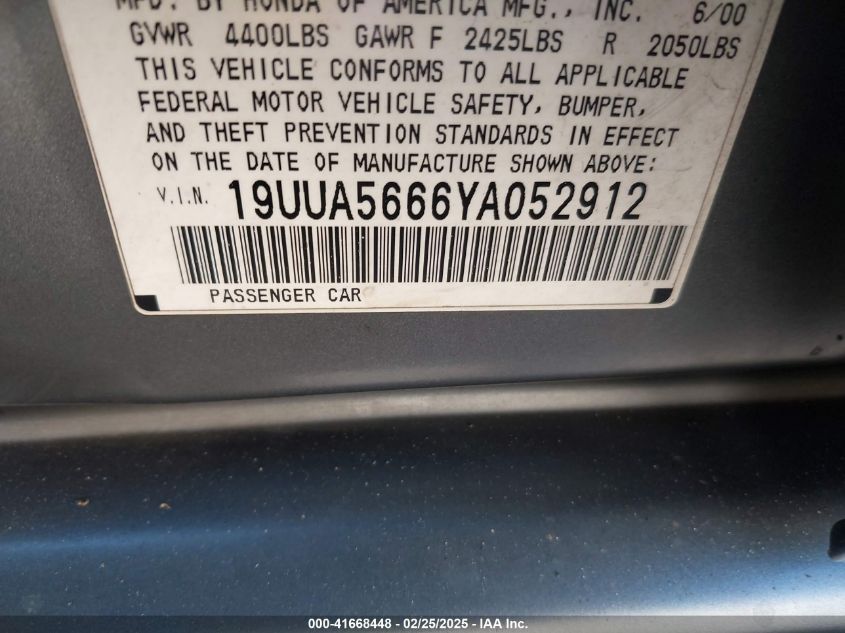 MFD. BY HONDA OF AMERICA MFG., INC. 6/00
GVWR 4400LBS GAWR F 2425LBS R 2050LBS
THIS VEHICLE CONFORMS TO ALL APPLICABLE
FEDERAL MOTOR VEHICLE SAFETY, BUMPER,
AND THEFT PREVENTION STANDARDS IN EFFECT
ON THE DATE OF MANUFACTURE SHOWN ABOVE:
V.I.N. 19UUA5666YA052912
PASSENGER CAR
000-41668448 - 02/25/2025 - IAA Inc.